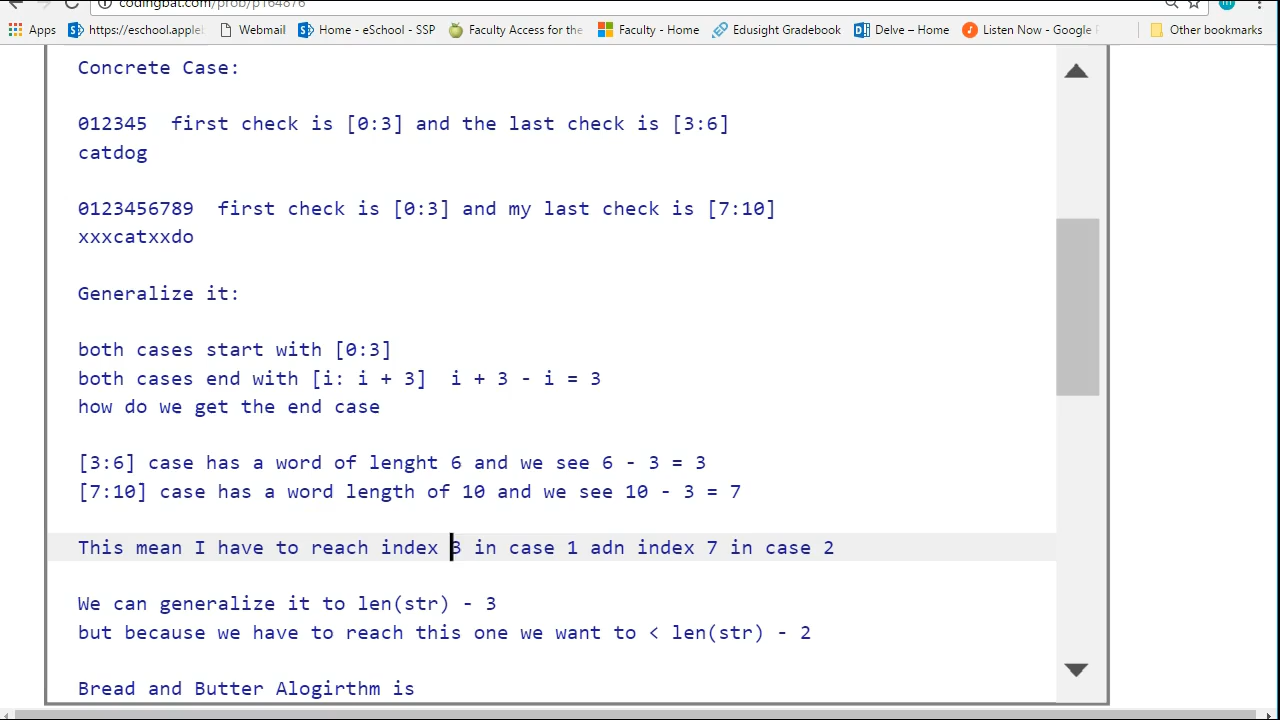 codingbat.com/prob/p164876
Apps https://eschool.apple Webmail Home - eSchool - SSP Faculty Access for the Faculty - Home Edusight Gradebook Delve – Home Listen Now - Google Other bookmarks
Concrete Case:
012345 first check is [0:3] and the last check is [3:6]
catdog
0123456789 first check is [0:3] and my last check is [7:10]
xxxcatxxdo
Generalize it:
both cases start with [0:3]
both cases end with [i: i + 3] i + 3 - i = 3
how do we get the end case
[3:6] case has a word of lenght 6 and we see 6 - 3 = 3
[7:10] case has a word length of 10 and we see 10 - 3 = 7
This mean I have to reach index 3 in case 1 adn index 7 in case 2
We can generalize it to len(str) - 3
but because we have to reach this one we want to < len(str) - 2
Bread and Butter Alogirthm is